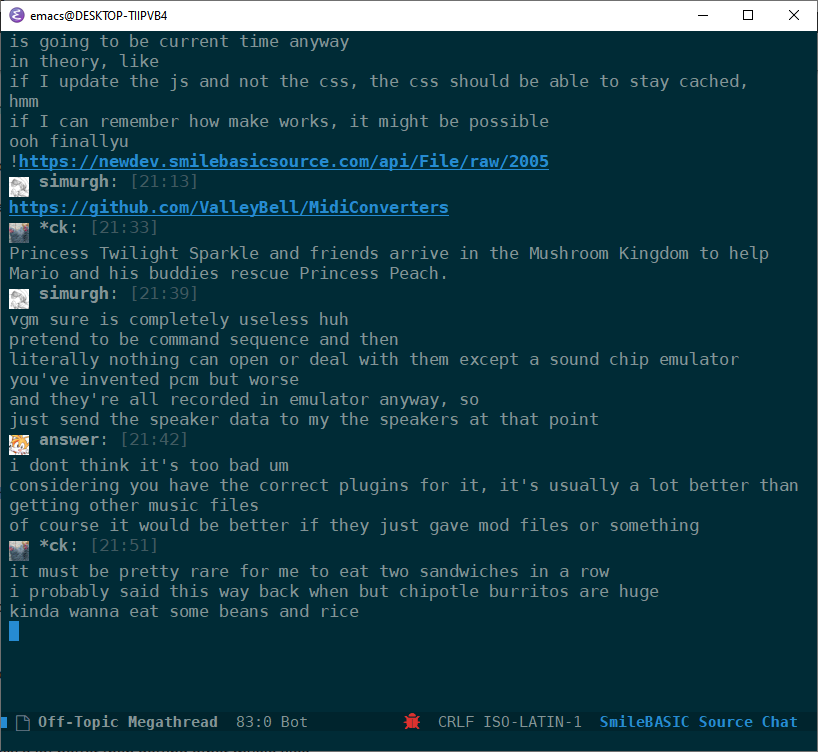 emacs@DESKTOP-TIIPVB4
is going to be current time anyway
in theory, like
if I update the js and not the css, the css should be able to stay cached,
hmm
if I can remember how make works, it might be possible
ooh finallyu
!https://newdev.smilebasicsource.com/api/File/raw/2005
simurgh: [21:13]
https://github.com/ValleyBell/MidiConverters
*ck: [21:33]
Princess Twilight Sparkle and friends arrive in the Mushroom Kingdom to help
Mario and his buddies rescue Princess Peach.
simurgh: [21:39]
vgm sure is completely useless huh
pretend to be command sequence and then
literally nothing can open or deal with them except a sound chip emulator
you've invented pcm but worse
and they're all recorded in emulator anyway, so
just send the speaker data to my the speakers at that point
answer: [21:42]
i dont think it's too bad um
considering you have the correct plugins for it, it's usually a lot better than
getting other music files
of course it would be better if they just gave mod files or something
*ck: [21:51]
it must be pretty rare for me to eat two sandwiches in a row
i probably said this way back when but chipotle burritos are huge
kinda wanna eat some beans and rice
Off-Topic Megathread 83:0 Bot CRLF ISO-LATIN-1 SmileBASIC Source Chat